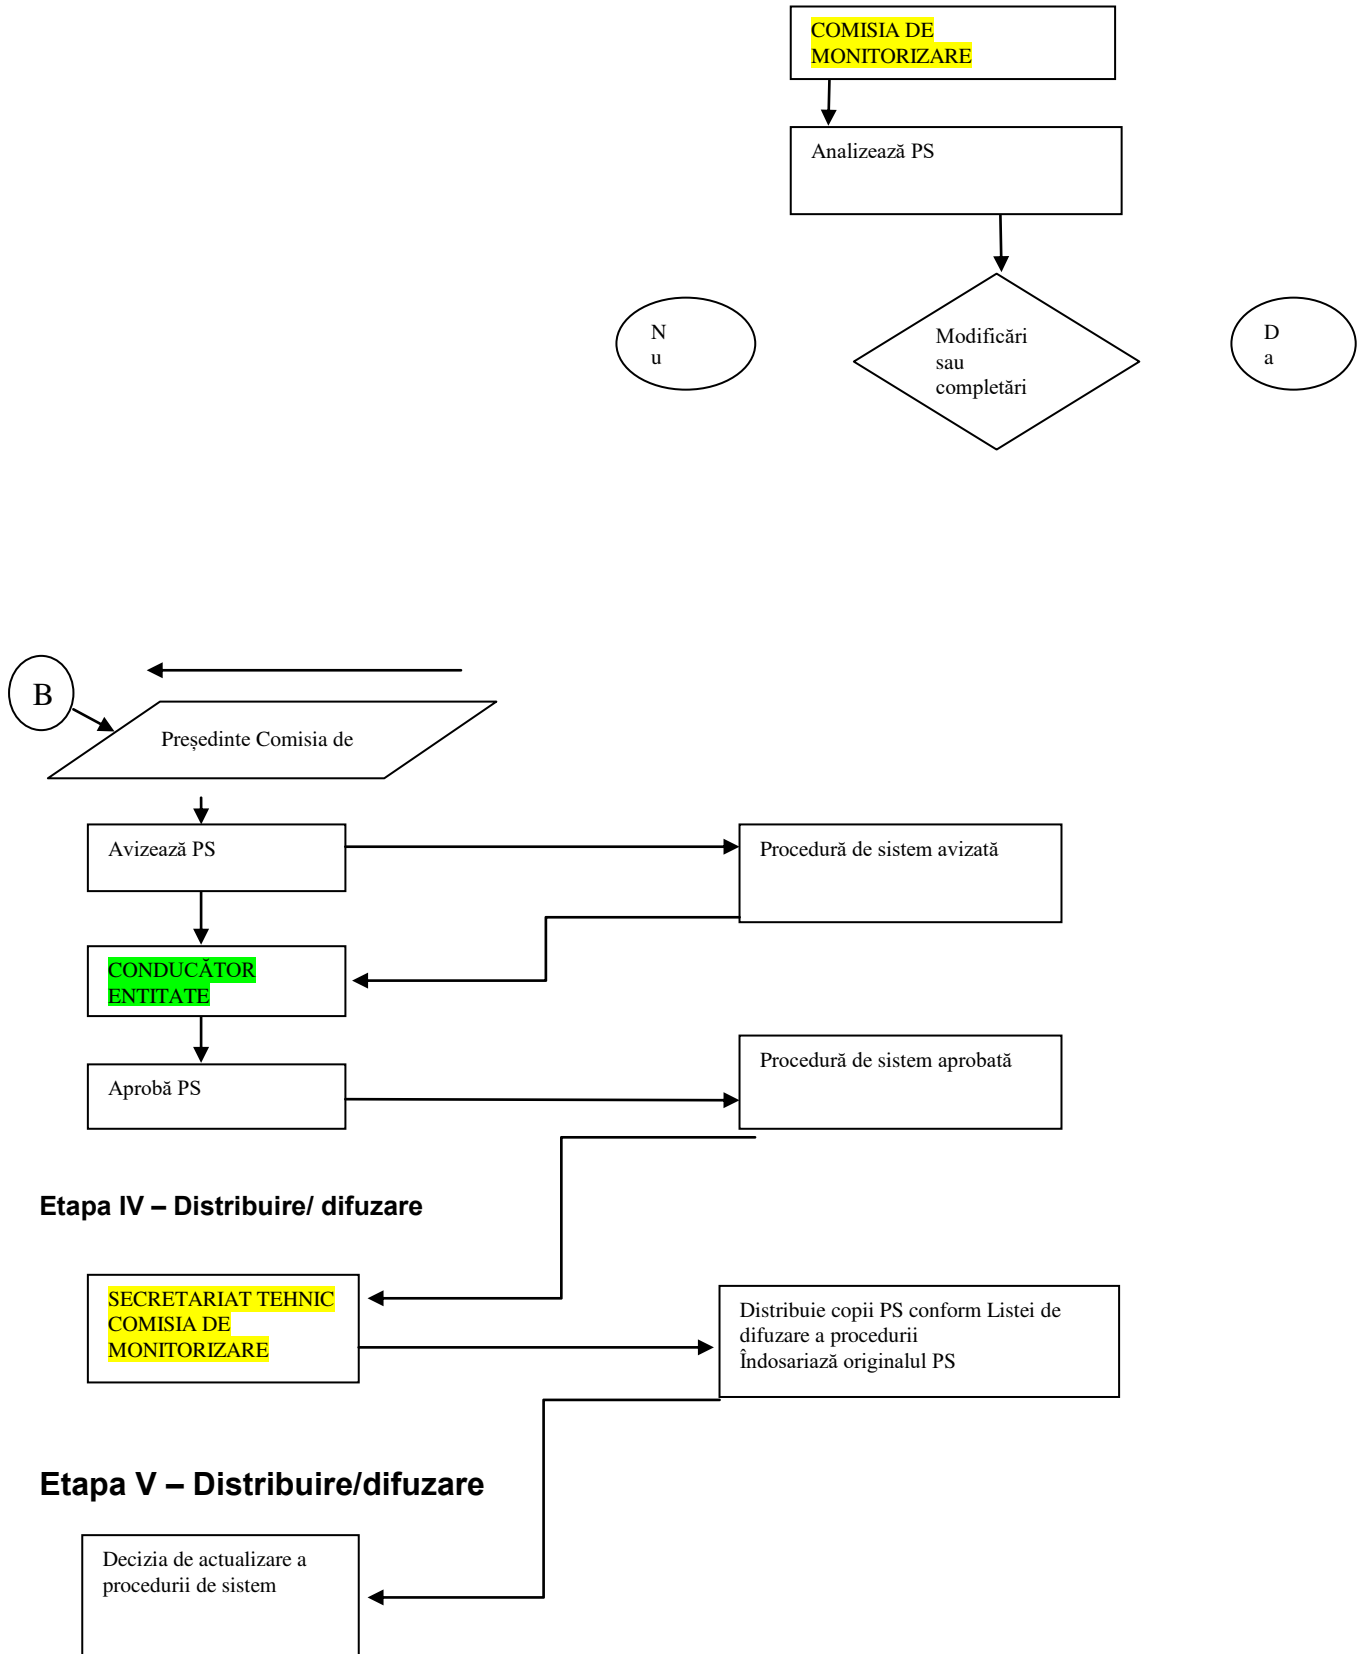 COMISIA DE
MONITORIZARE
Analizează PS
N
u
Modificări
sau
completări
D
a
B
Președinte Comisia de
Avizează PS
Procedură de sistem avizată
CONDUCĂTOR
ENTITATE
Procedură de sistem aprobată
Aprobă PS
Etapa IV – Distribuire/ difuzare
SECRETARIAT TEHNIC
COMISIA DE
MONITORIZARE
Distribuie copii PS conform Listei de
difuzare a procedurii
Îndosariază originalul PS
Etapa V – Distribuire/difuzare
Decizia de actualizare a
procedurii de sistem